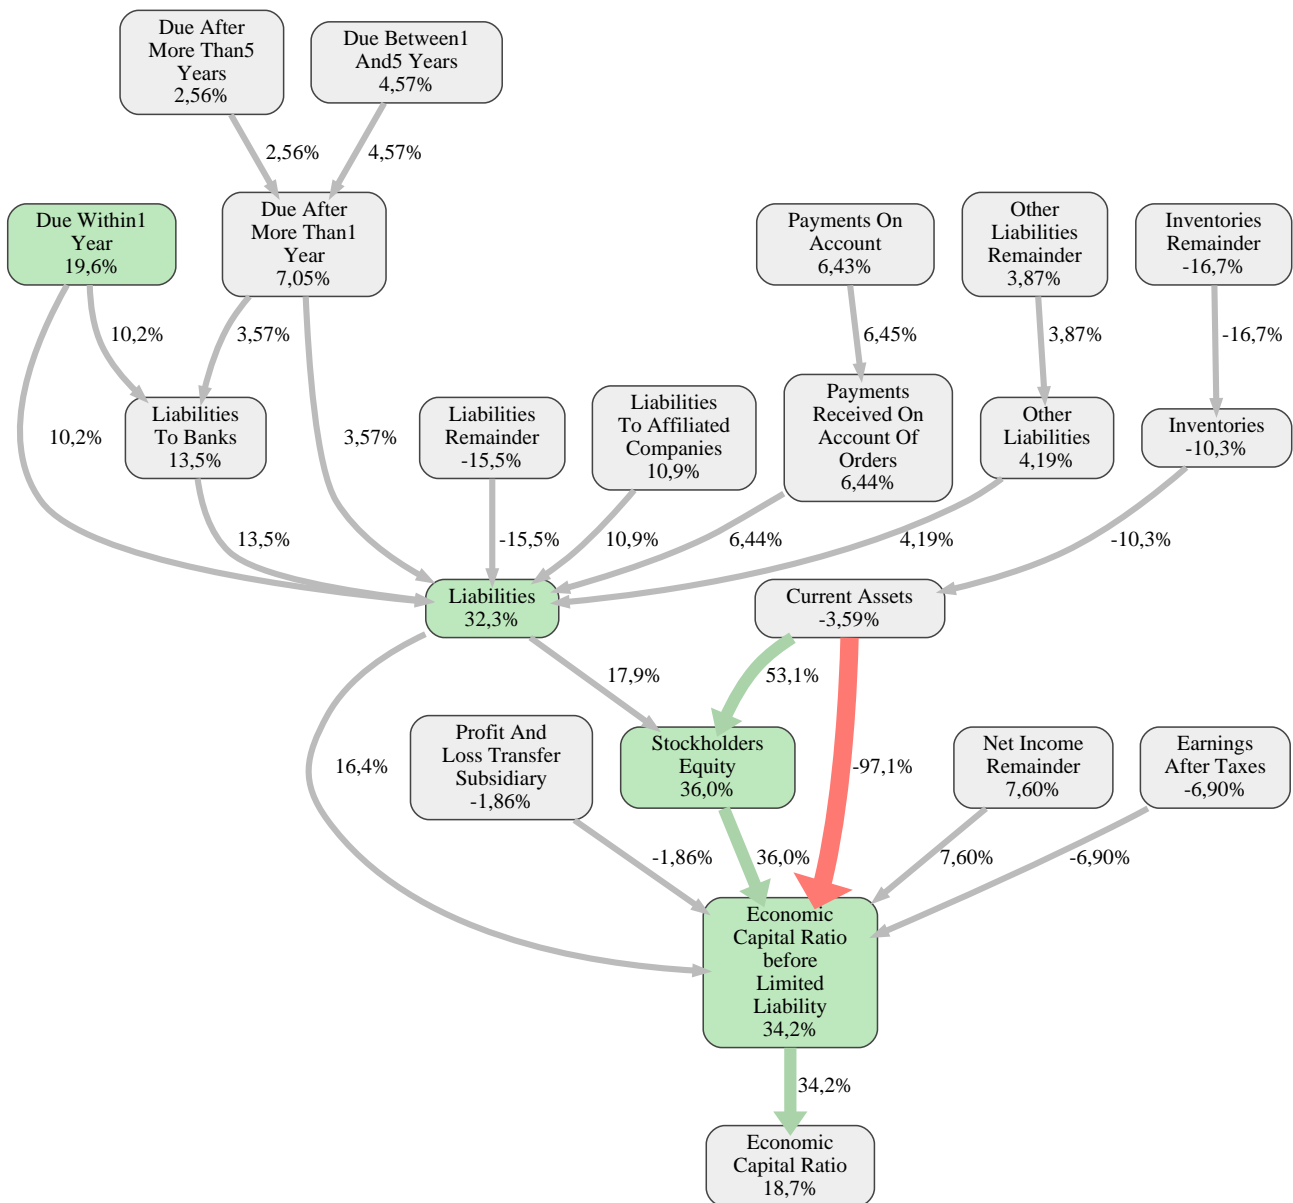 Due After
More Than5
Years
2,56%
Due Between1
And5 Years
4,57%
2,56%
4,57%
Due Within1
Year
19,6%
Due After
More Than1
Year
7,05%
Payments On
Account
6,43%
Other
Liabilities
Remainder
3,87%
Inventories
Remainder
-16,7%
10,2%
3,57%
6,45%
3,87%
-16,7%
10,2%
Liabilities
To Banks
13,5%
3,57%
Liabilities
Remainder
-15,5%
Liabilities
To Affiliated
Companies
10,9%
Payments
Received On
Account Of
Orders
6,44%
Other
Liabilities
4,19%
Inventories
-10,3%
13,5%
-15,5%
10,9%
6,44%
4,19%
-10,3%
Liabilities
32,3%
Current Assets
-3,59%
17,9%
53,1%
16,4%
Profit And
Loss Transfer
Subsidiary
-1,86%
Stockholders
Equity
36,0%
-97,1%
Net Income
Remainder
7,60%
Earnings
After Taxes
-6,90%
-1,86%
36,0%
7,60%
-6,90%
Economic
Capital Ratio
before
Limited
Liability
34,2%
34,2%
Economic
Capital Ratio
18,7%